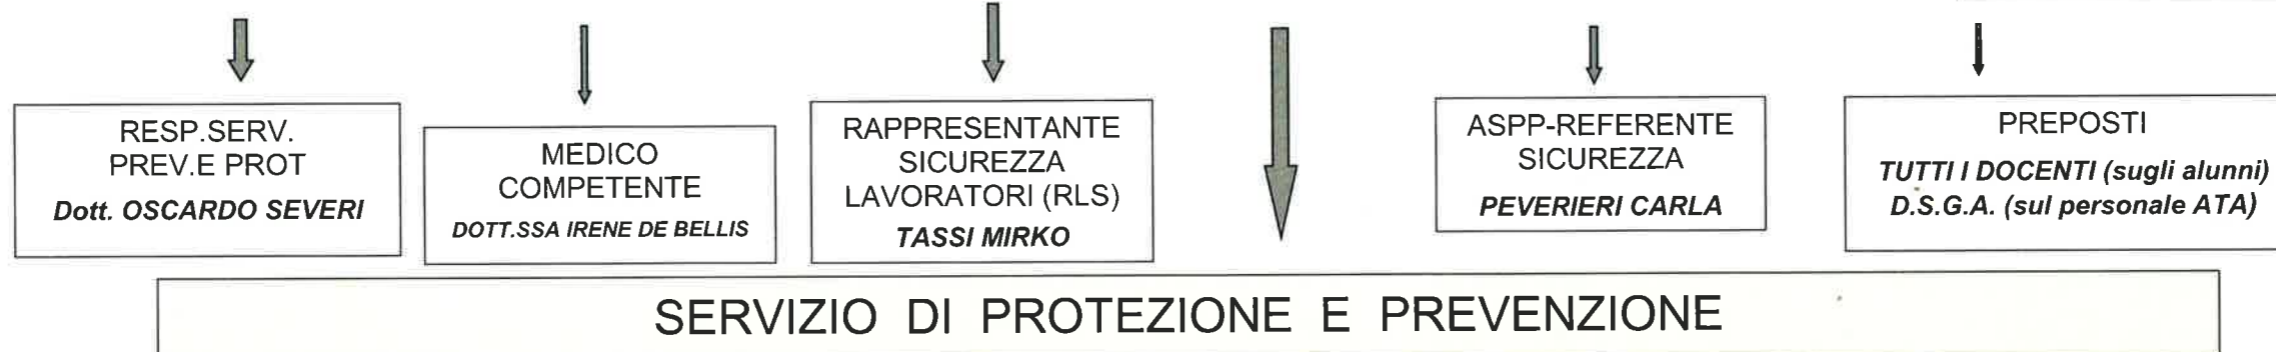 RESP.SERV.
PREV.E PROT
Dott. OSCARDO SEVERI
MEDICO
COMPETENTE
DOTT.SSA IRENE DE BELLIS
RAPPRESENTANTE
SICUREZZA
LAVORATORI (RLS)
TASSI MIRKO
ASPP-REFERENTE
SICUREZZA
PEVERIERI CARLA
PREPOSTI
TUTTI I DOCENTI (sugli alunni)
D.S.G.A. (sul personale ATA)
SERVIZIO DI PROTEZIONE E PREVENZIONE